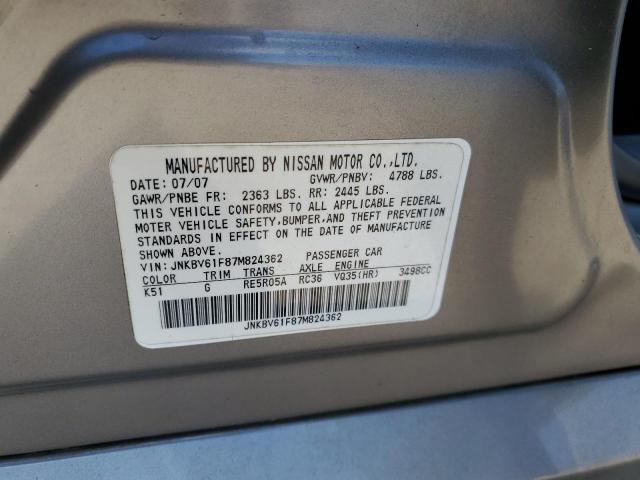 MANUFACTURED BY NISSAN MOTOR CO.,LTD.
DATE: 07/07 GVWR/PNBV: 4788 LBS.
GAWR/PNBE FR: 2363 LBS. RR: 2445 LBS.
THIS VEHICLE CONFORMS TO ALL APPLICABLE FEDERAL
MOTER VEHICLE SAFETY,BUMPER,AND THEFT PREVENTION
STANDARDS IN EFFECT ON THE DATE OF MANUFACTURE
SHOWN ABOVE.
VIN: JNKBV61F87M824362 PASSENGER CAR
COLOR TRIM TRANS AXLE ENGINE
K51 G RE5R05A RC36 VQ35(HR) 3498CC
JNKBV61F87M824362